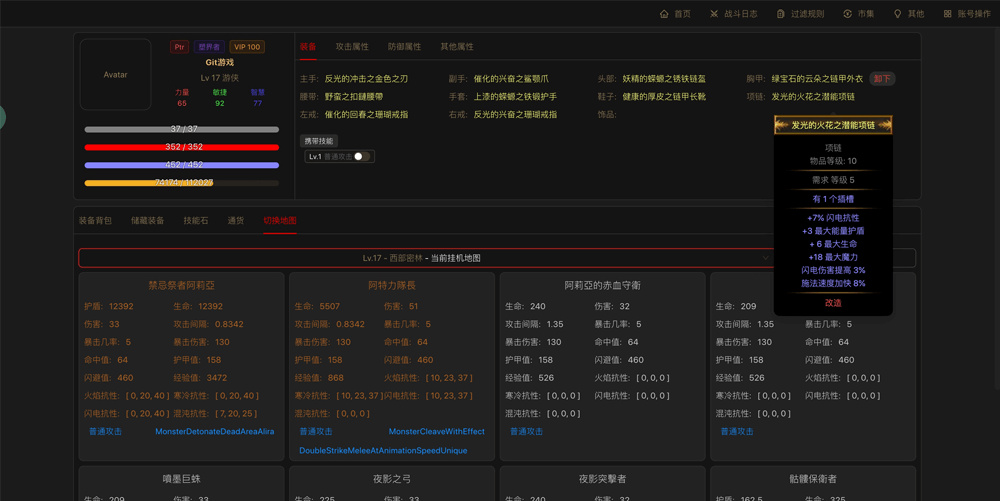 首页 战斗日志 过滤规则 市集 其他 账号操作
Avatar
Ptr 塑界者 VIP 100
Git游戏
Lv 17 游侠
力量 敏捷 智慧
65 92 77
37 / 37
352 / 352
452 / 452
74174 / 112027
装备 攻击属性 防御属性 其他属性
主手: 反光的冲击之金色之刃 副手: 催化的兴奋之鲨颚爪 头部: 妖精的蝾螈之锈铁链盔 胸甲: 绿宝石的云朵之链甲外衣 卸下
腰带: 野蛮之扣鏈腰帶 手套: 上漆的蝾螈之铁锻护手 鞋子: 健康的厚皮之链甲长靴 项链: 发光的火花之潜能项链
左戒: 催化的回春之珊瑚戒指 右戒: 反光的兴奋之珊瑚戒指 饰品:
携带技能
Lv.1 普通攻击
发光的火花之潜能项链
项链
物品等级: 10
需求 等级 5
有 1 个插槽
+7% 闪电抗性
+3 最大能量护盾
+ 6 最大生命
+18 最大魔力
闪电伤害提高 3%
施法速度加快 8%
改造
装备背包 储藏装备 技能石 通货 切换地图
Lv.17 - 西部密林 - 当前挂机地图
禁忌祭者阿莉亞
护盾: 12392 生命: 12392
伤害: 33 攻击间隔: 0.8342
暴击几率: 5 暴击伤害: 130
命中值: 64 护甲值: 158
闪避值: 460 经验值: 3472
火焰抗性: [ 0, 20, 40 ] 寒冷抗性: [ 0, 20, 40 ]
闪电抗性: [ 0, 20, 40 ] 混沌抗性: [ 7, 20, 25 ]
普通攻击 MonsterDetonateDeadAreaAlira
阿特力隊長
生命: 5507 伤害: 51
攻击间隔: 0.8342 暴击几率: 5
暴击伤害: 130 命中值: 64
护甲值: 158 闪避值: 460
经验值: 868 火焰抗性: [ 10, 23, 37 ]
寒冷抗性: [ 10, 23, 37 ] 闪电抗性: [ 10, 23, 37 ]
混沌抗性: [ 0, 0, 0 ]
普通攻击 MonsterCleaveWithEffect
DoubleStrikeMeleeAtAnimationSpeedUnique
阿莉亞的赤血守衛
生命: 240 伤害: 32
攻击间隔: 1.35 暴击几率: 5
暴击伤害: 130 命中值: 64
护甲值: 158 闪避值: 460
经验值: 526 火焰抗性: [ 0, 0, 0 ]
寒冷抗性: [ 0, 0, 0 ] 闪电抗性: [ 0, 0, 0 ]
混沌抗性: [ 0, 0, 0 ]
普通攻击
生命: 209
攻击间隔: 1.35 暴击几率: 5
暴击伤害: 130 命中值: 64
护甲值: 158 闪避值: 460
经验值: 526 火焰抗性: [ 0, 0, 0 ]
寒冷抗性: [ 0, 0, 0 ] 闪电抗性: [ 0, 0, 0 ]
混沌抗性: [ 0, 0, 0 ]
普通攻击
噴墨巨蛛 夜影之弓 夜影突擊者 骷髏保衛者
生命: 209 伤害: 33 生命: 225 伤害: 33 生命: 240 伤害: 32 护盾: 162.5 生命: 325